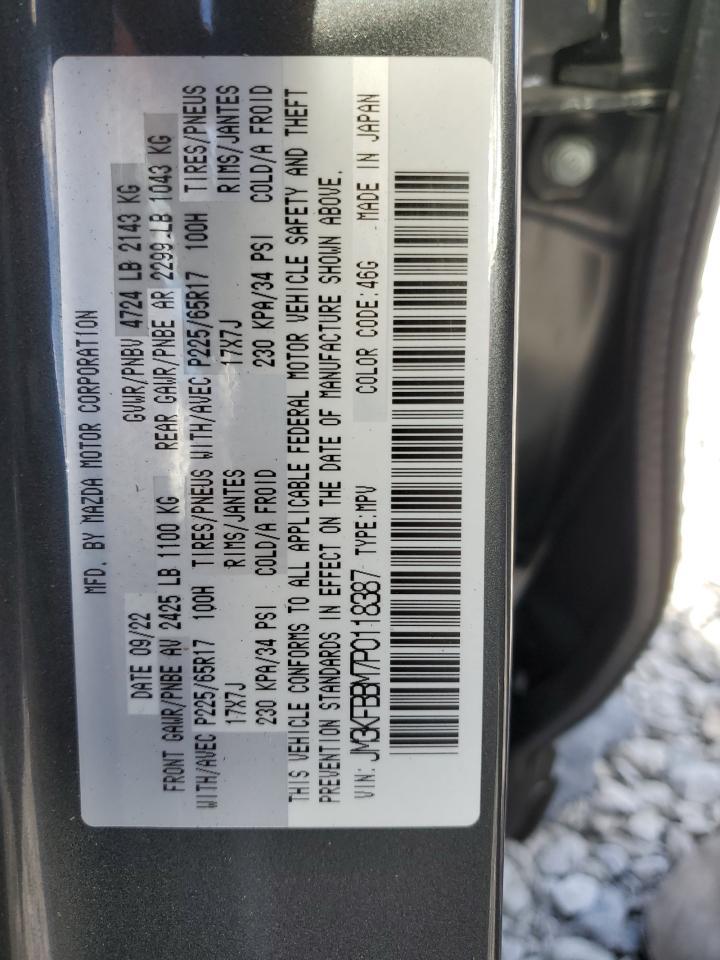 MFD. BY MAZDA MOTOR CORPORATION
DATE 09/22 GVWR/PNBV 4724 LB 2143 KG
FRONT GAWR/PNBE AV 2425 LB 1100 KG REAR GAWR/PNBE AR 2299 LB 1043 KG
WITH/AVEC P225/65R17 100H TIRES/PNEUS WITH/AVEC P225/65R17 100H TIRES/PNEUS
17X7J RIMS/JANTES 17X7J RIMS/JANTES
230 KPA/34 PSI COLD/A FROID 230 KPA/34 PSI COLD/A FROID
THIS VEHICLE CONFORMS TO ALL APPLICABLE FEDERAL MOTOR VEHICLE SAFETY AND THEFT
PREVENTION STANDARDS IN EFFECT ON THE DATE OF MANUFACTURE SHOWN ABOVE.
VIN: JM3KFBBM7P0118387 TYPE:MPV COLOR CODE:46G MADE IN JAPAN